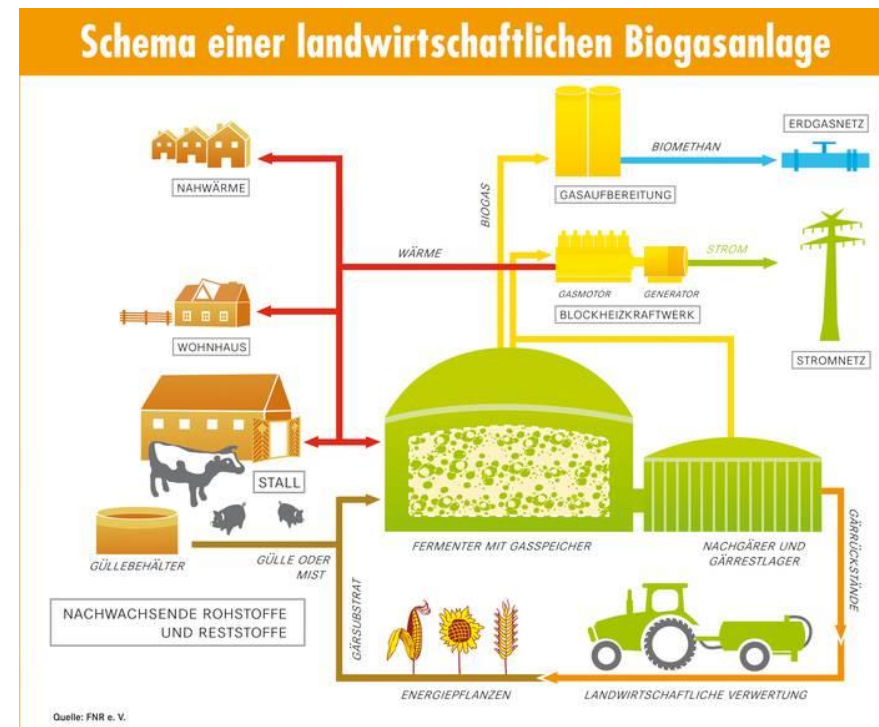 Schema einer landwirtschaftlichen Biogasanlage
ERDGASNETZ
BIOMETHAN
NAHWÄRME
GASAUFBEREITUNG
BIOGAS
WÄRME
STROM
GASMOTOR
GENERATOR
BLOCKHEIZKRAFTWERK
WOHNHAUS
STROMNETZ
STALL
FERMENTER MIT GASSPEICHER
NACHGÄRER UND
GÄRRESTLAGER
GÄRRÜCKSTÄNDE
GÜLLEBEHÄLTER
GÜLLE ODER
MIST
NACHWACHSENDE ROHSTOFFE
UND RESTSTOFFE
GÄRSUBSTRAT
ENERGIEPFLANZEN
LANDWIRTSCHAFTLICHE VERWERTUNG
Quelle: FNR e. V.